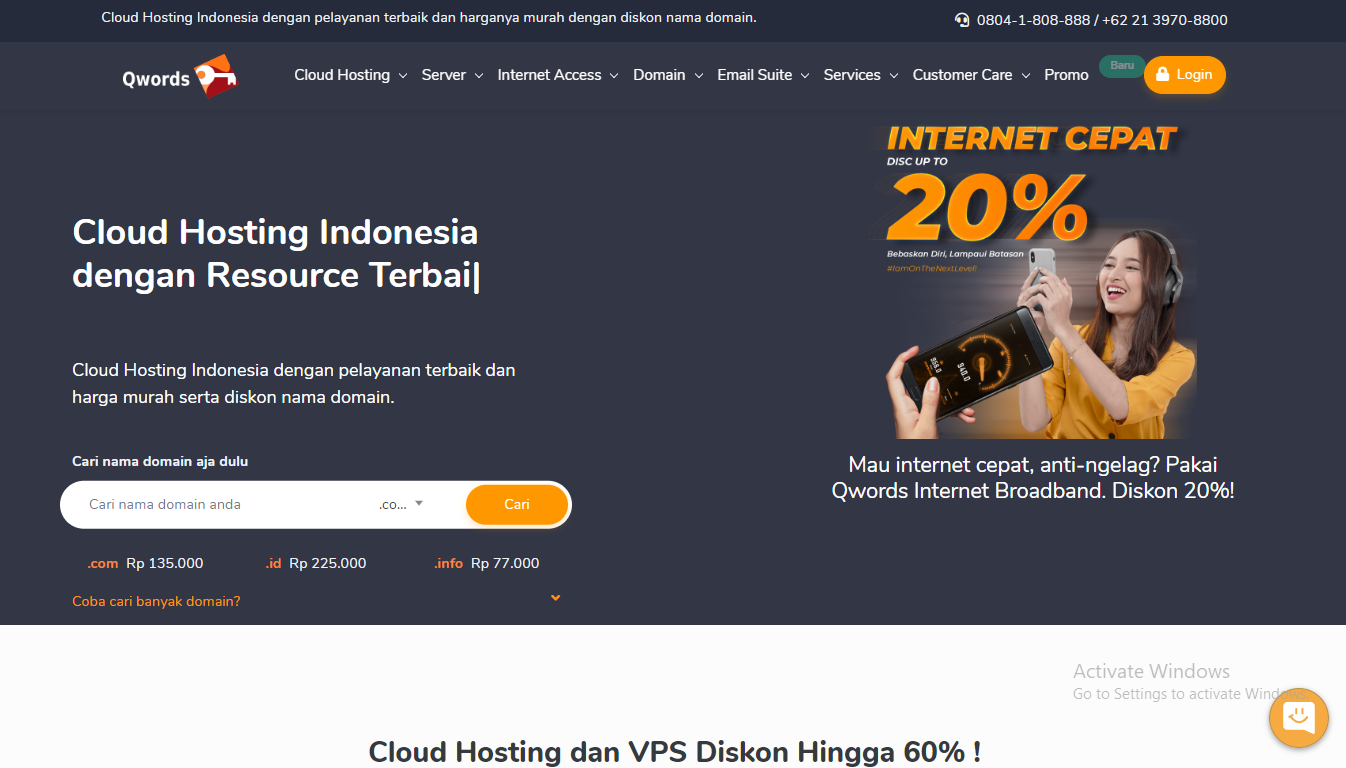 Cloud Hosting Indonesia dengan pelayanan terbaik dan harganya murah dengan diskon nama domain.
0804-1-808-888 / +62 21 3970-8800
Qwords
Cloud Hosting
Server
Internet Access
Domain
Email Suite
Services
Customer Care
Promo
Baru
Login
INTERNET CEPAT
DISC UP TO
20%
Bebaskan Diri, Lampaui Batasan
#IamOnTheNextLevel!
Cloud Hosting Indonesia
dengan Resource Terbai|
Cloud Hosting Indonesia dengan pelayanan terbaik dan
harga murah serta diskon nama domain.
Mau internet cepat, anti-ngelag? Pakai
Qwords Internet Broadband. Diskon 20%!
Cari nama domain aja dulu
Cari nama domain anda
.co...
Cari
.com Rp 135.000
.id Rp 225.000
.info Rp 77.000
Coba cari banyak domain?
Activate Windows
Go to Settings to activate Windows.
Cloud Hosting dan VPS Diskon Hingga 60% !